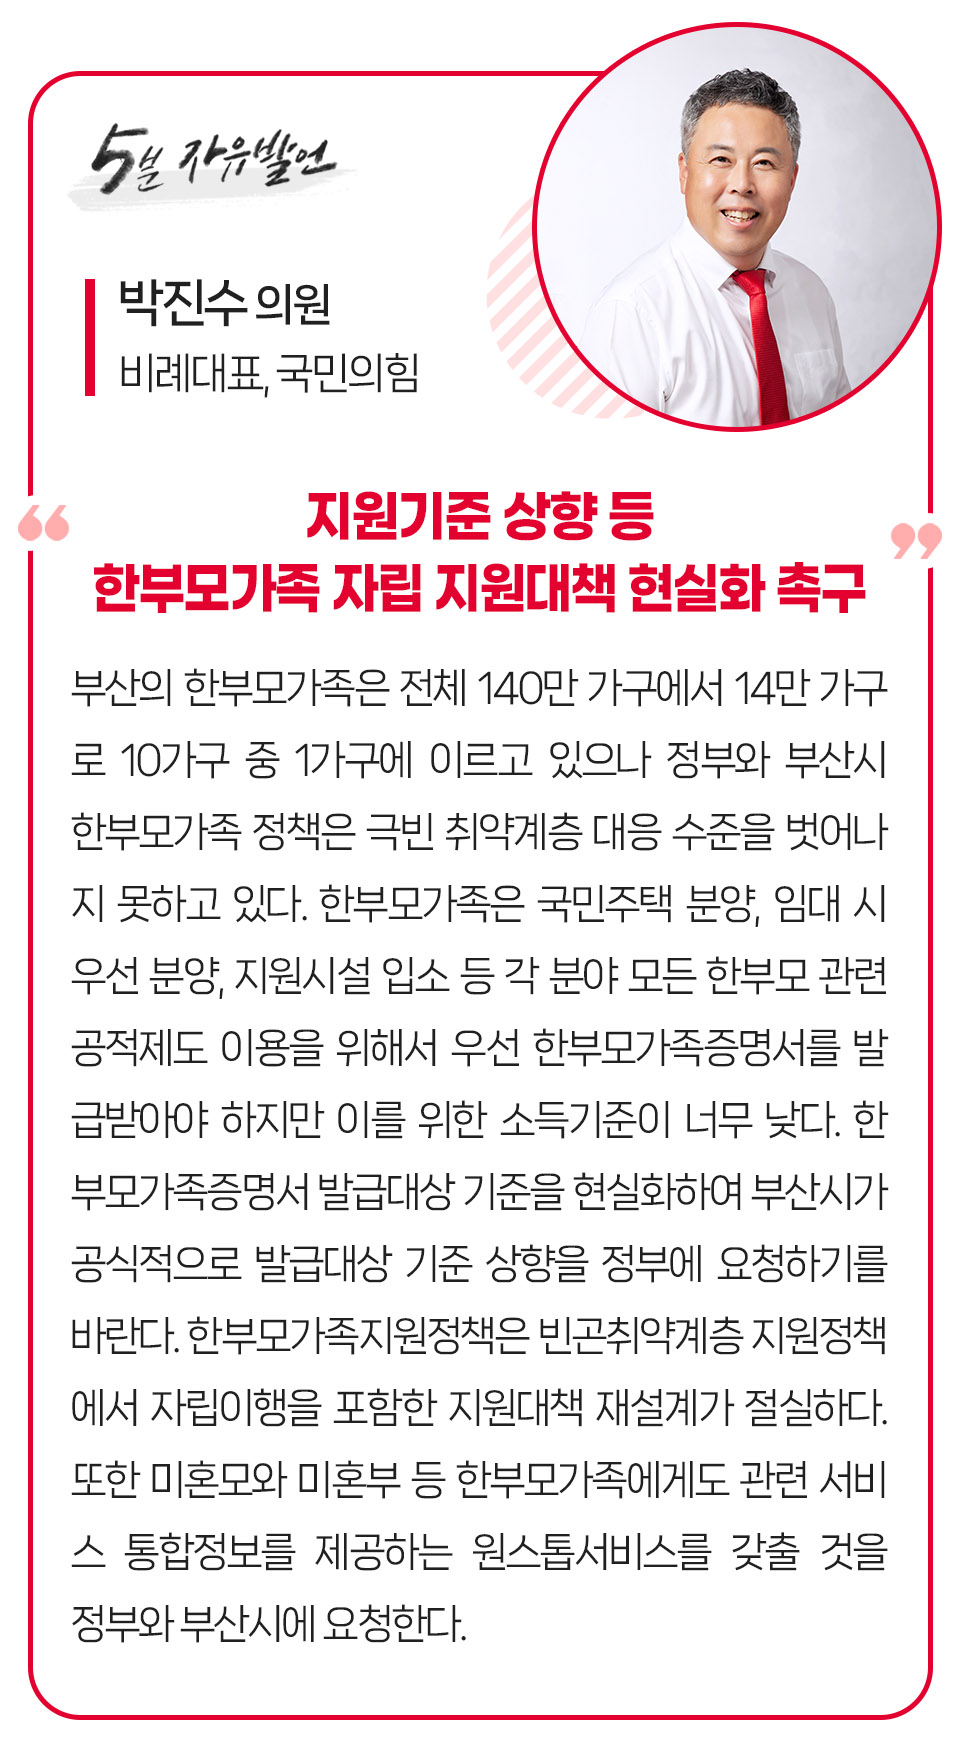 5분 자유발언
박진수 의원
비례대표, 국민의힘
“ 지원기준 상향 등
한부모가족 자립 지원대책 현실화 촉구 ”
부산의 한부모가족은 전체 140만 가구에서 14만 가구
로 10가구 중 1가구에 이르고 있으나 정부와 부산시
한부모가족 정책은 극빈 취약계층 대응 수준을 벗어나
지 못하고 있다. 한부모가족은 국민주택 분양, 임대 시
우선 분양, 지원시설 입소 등 각 분야 모든 한부모 관련
공적제도 이용을 위해서 우선 한부모가족증명서를 발
급받아야 하지만 이를 위한 소득기준이 너무 낮다. 한
부모가족증명서 발급대상 기준을 현실화하여 부산시가
공식적으로 발급대상 기준 상향을 정부에 요청하기를
바란다. 한부모가족지원정책은 빈곤취약계층 지원정책
에서 자립이행을 포함한 지원대책 재설계가 절실하다.
또한 미혼모와 미혼부 등 한부모가족에게도 관련 서비
스 통합정보를 제공하는 원스톱서비스를 갖출 것을
정부와 부산시에 요청한다.